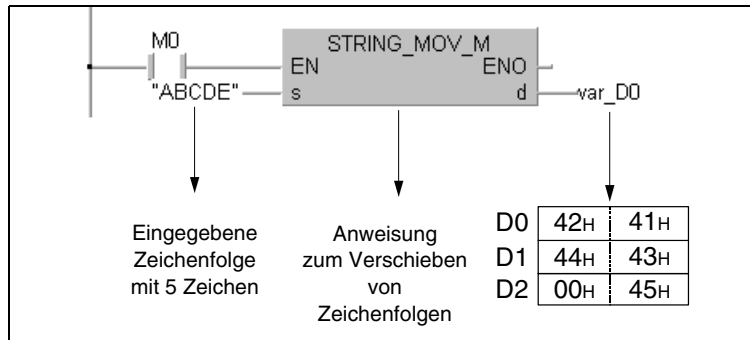 M0
STRING_MOV_M
EN ENO
"ABCDE" s d var_D0
Eingegebene
Zeichenfolge
mit 5 Zeichen
Anweisung
zum Verschieben
von
Zeichenfolgen
D0 42H 41H
D1 44H 43H
D2 00H 45H